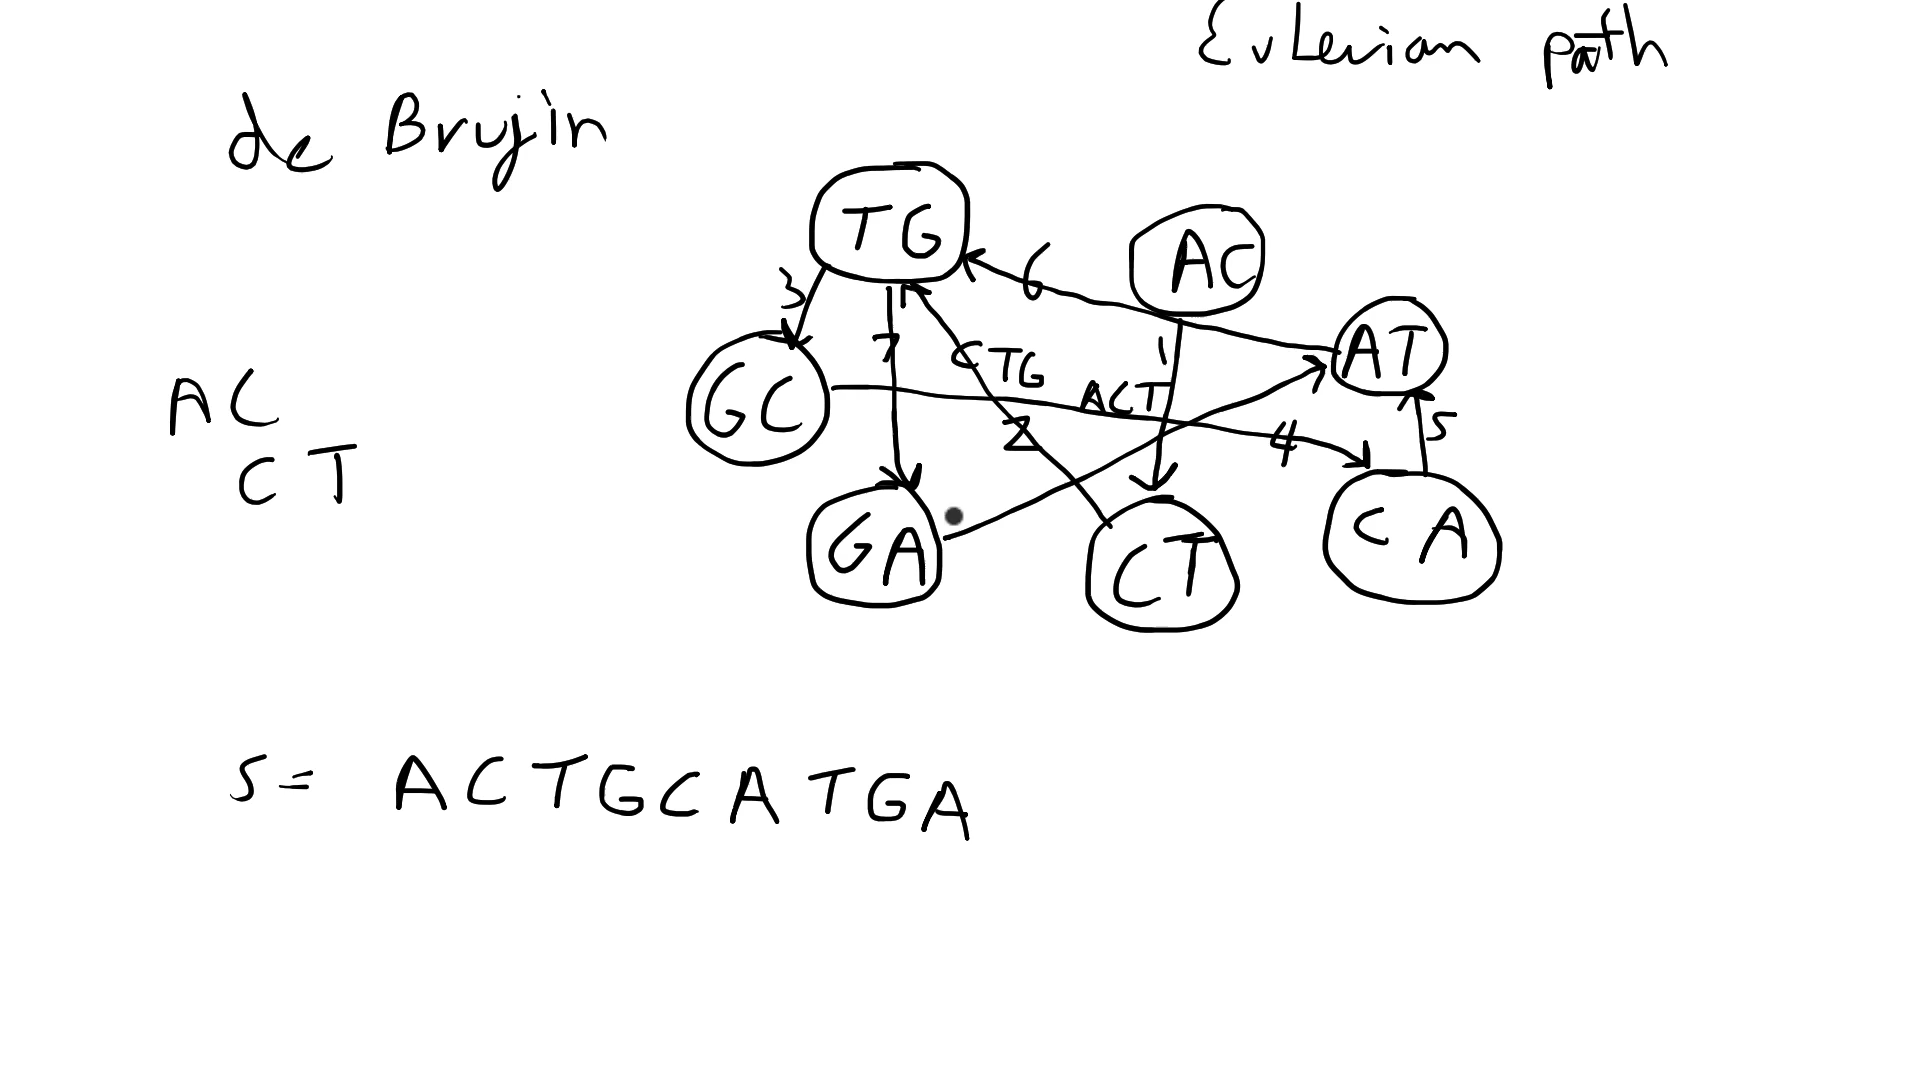 Eulerian path
de Brujin
TG
AC
3
6
AT
7
CTG
1
GC
ACT
2
4
5
AC
CT
GA
CT
CA
S = ACTGCATGA